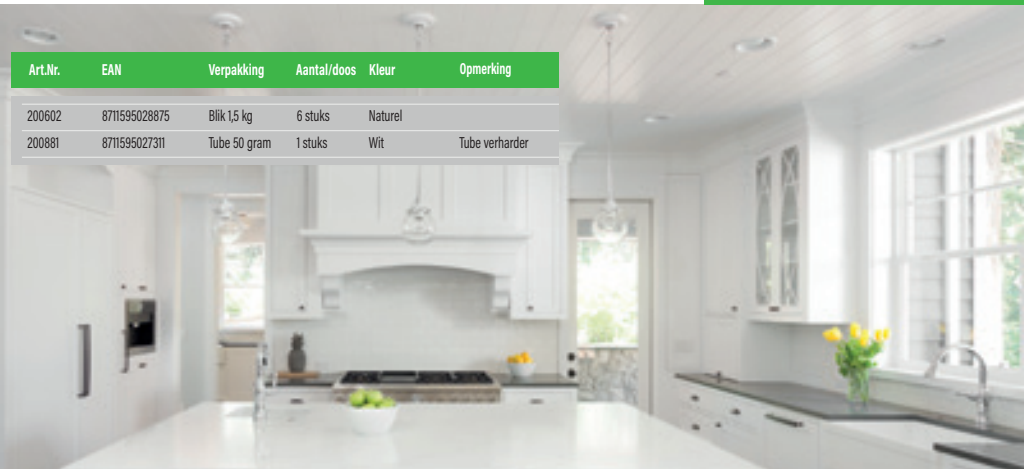 Art.Nr. EAN Verpakking Aantal/doos Kleur Opmerking
200602 8711595028875 Blik 1,5 kg 6 stuks Naturel
200881 8711595027311 Tube 50 gram 1 stuks Wit Tube verharder